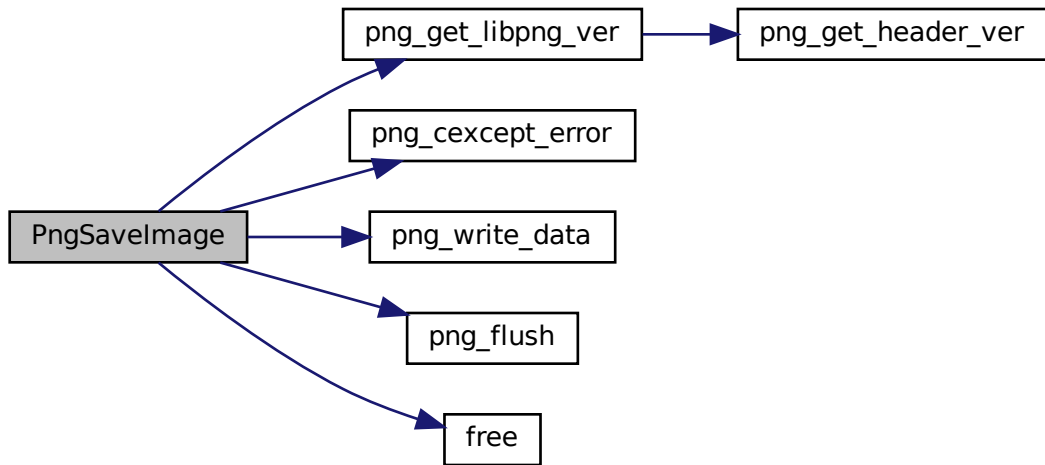 png_get_libpng_ver
png_get_header_ver
png_cexcept_error
PngSaveImage
png_write_data
png_flush
free